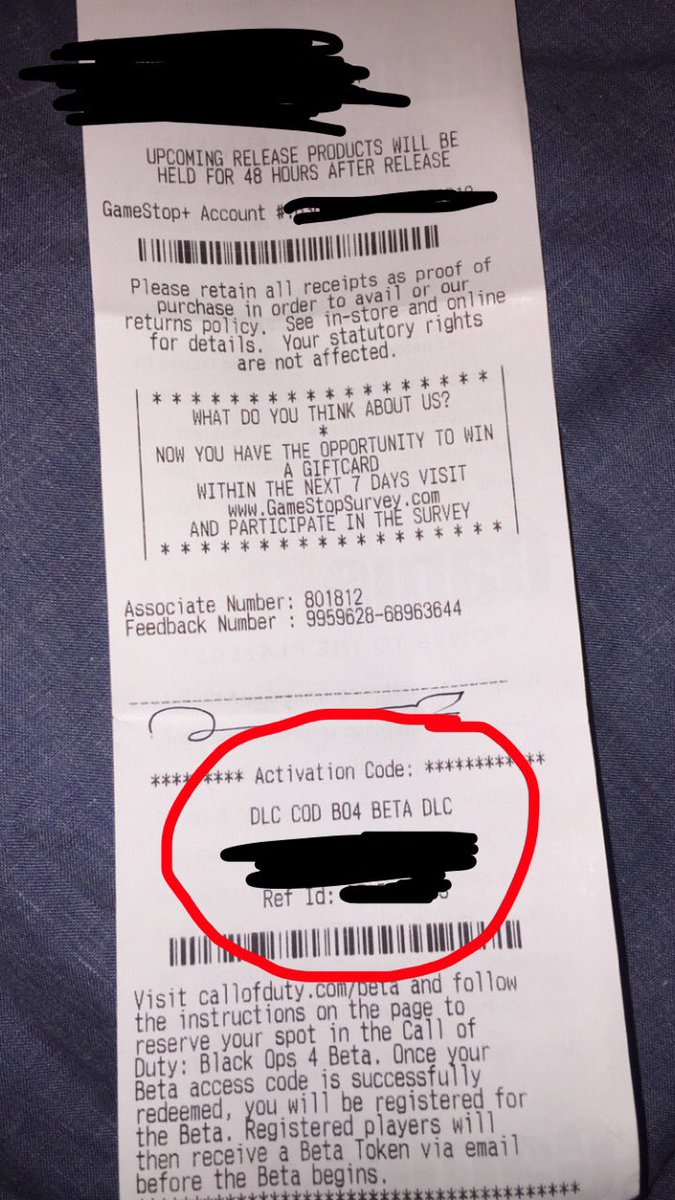 UPCOMING RELEASE PRODUCTS WILL BE
HELD FOR 48 HOURS AFTER RELEASE
GameStop+ Account #
Please retain all receipts as proof of
purchase in order to avail or our
returns policy. See in-store and online
for details. Your statutory rights
are not affected.
* * * * * * * * * * * * * * * * * *
WHAT DO YOU THINK ABOUT US?
*
NOW YOU HAVE THE OPPORTUNITY TO WIN
A GIFTCARD
WITHIN THE NEXT 7 DAYS VISIT
www.GameStopSurvey.com
AND PARTICIPATE IN THE SURVEY
* * * * * * * * * * * * * * * * * *
Associate Number: 801812
Feedback Number : 9959628-68963644
********* Activation Code: ************
DLC COD BO4 BETA DLC
Ref Id:
Visit callofduty.com/beta and follow
the instructions on the page to
reserve your spot in the Call of
Duty: Black Ops 4 Beta. Once your
Beta access code is successfully
redeemed, you will be registered for
the Beta. Registered players will
then receive a Beta Token via email
before the Beta begins.